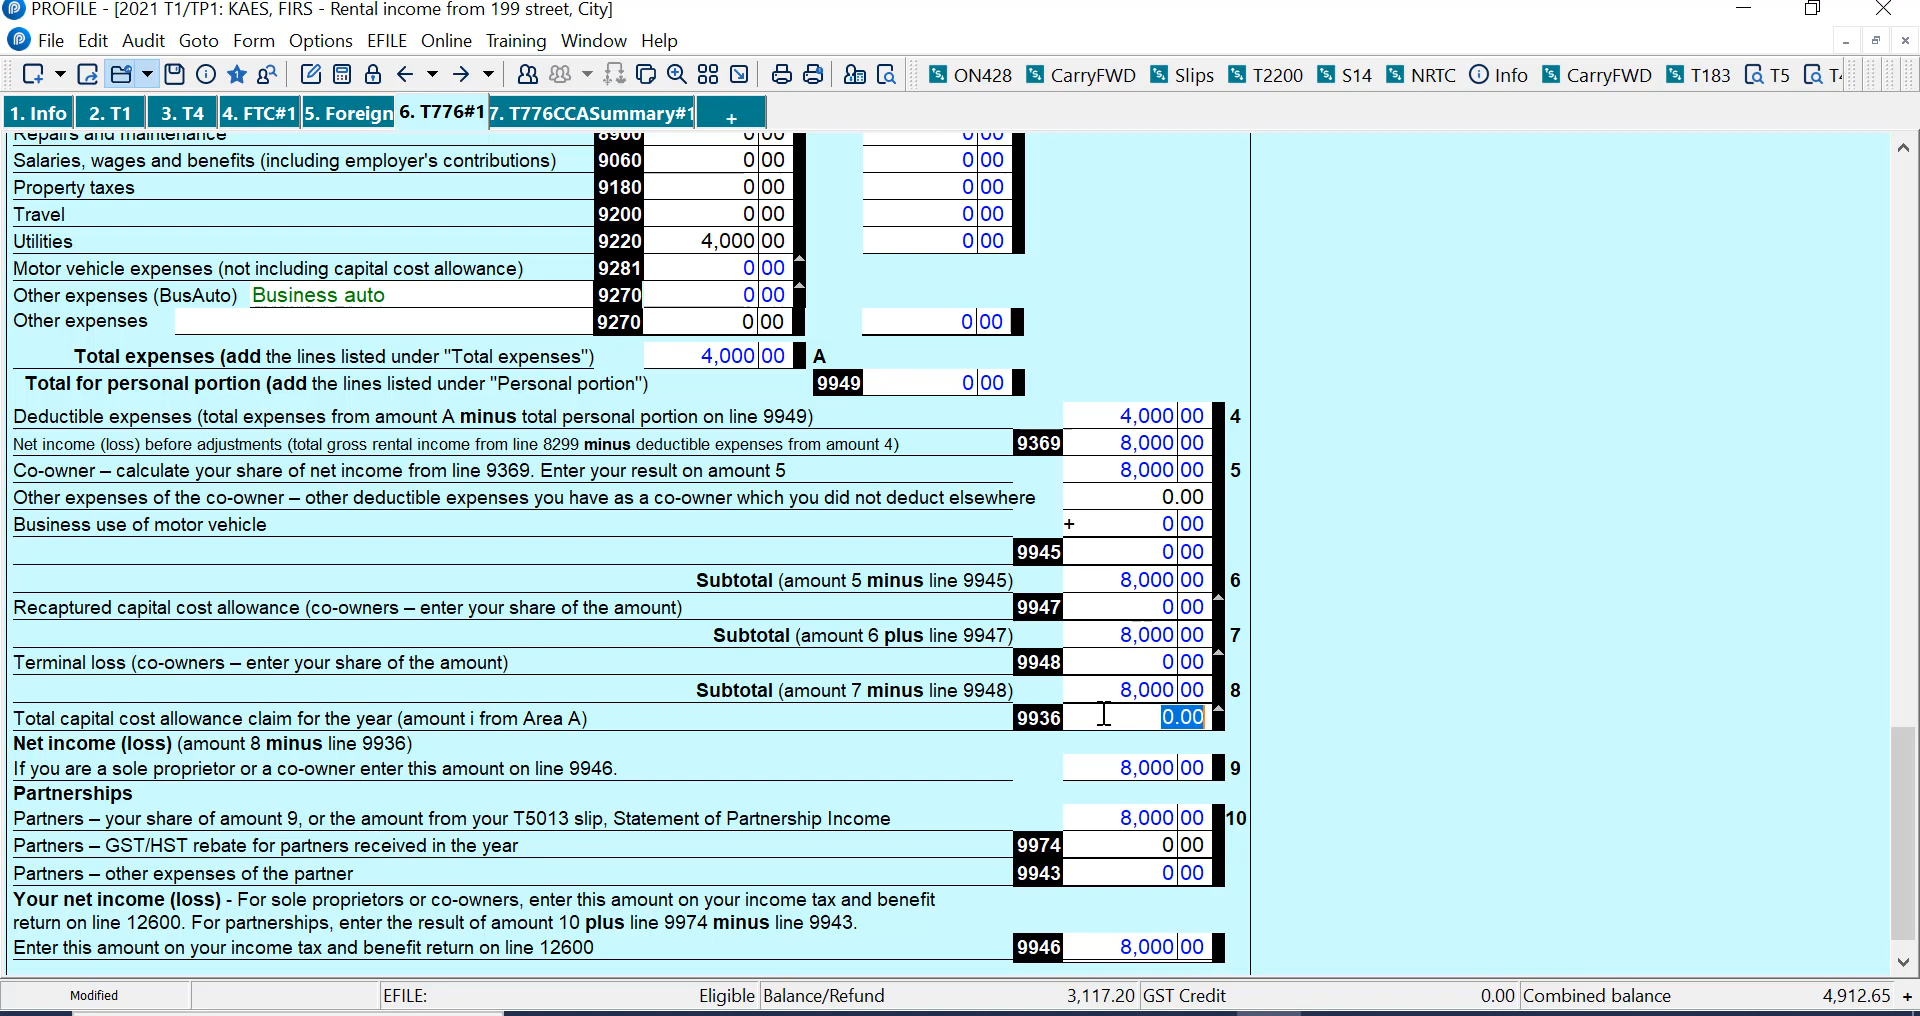 PROFILE - [2021 T1/TP1: KAES, FIRS - Rental income from 199 street, City]
File Edit Audit Goto Form Options EFILE Online Training Window Help
ON428 CarryFWD Slips T2200 S14 NRTC Info CarryFWD T183 T5
1. Info 2. T1 3. T4 4. FTC#1 5. Foreign 6. T776#1 7. T776CCASummary#1 +
Repairs and maintenance 8960 0 00 0 00
Salaries, wages and benefits (including employer's contributions) 9060 0 00 0 00
Property taxes 9180 0 00 0 00
Travel 9200 0 00 0 00
Utilities 9220 4,000 00 0 00
Motor vehicle expenses (not including capital cost allowance) 9281 0 00
Other expenses (BusAuto) Business auto 9270 0 00
Other expenses 9270 0 00 0 00
Total expenses (add the lines listed under "Total expenses") 4,000 00 A
Total for personal portion (add the lines listed under "Personal portion") 9949 0 00
Deductible expenses (total expenses from amount A minus total personal portion on line 9949) 4,000 00 4
Net income (loss) before adjustments (total gross rental income from line 8299 minus deductible expenses from amount 4) 9369 8,000 00
Co-owner – calculate your share of net income from line 9369. Enter your result on amount 5 8,000 00 5
Other expenses of the co-owner – other deductible expenses you have as a co-owner which you did not deduct elsewhere 0.00
Business use of motor vehicle + 0 00
9945 0 00
Subtotal (amount 5 minus line 9945) 8,000 00 6
Recaptured capital cost allowance (co-owners – enter your share of the amount) 9947 0 00
Subtotal (amount 6 plus line 9947) 8,000 00 7
Terminal loss (co-owners – enter your share of the amount) 9948 0 00
Subtotal (amount 7 minus line 9948) 8,000 00 8
Total capital cost allowance claim for the year (amount i from Area A) 9936 0.00
Net income (loss) (amount 8 minus line 9936)
If you are a sole proprietor or a co-owner enter this amount on line 9946. 8,000 00 9
Partnerships
Partners – your share of amount 9, or the amount from your T5013 slip, Statement of Partnership Income 8,000 00 10
Partners – GST/HST rebate for partners received in the year 9974 0 00
Partners – other expenses of the partner 9943 0 00
Your net income (loss) - For sole proprietors or co-owners, enter this amount on your income tax and benefit
return on line 12600. For partnerships, enter the result of amount 10 plus line 9974 minus line 9943.
Enter this amount on your income tax and benefit return on line 12600 9946 8,000 00
Modified EFILE: Eligible Balance/Refund 3,117.20 GST Credit 0.00 Combined balance 4,912.65 +